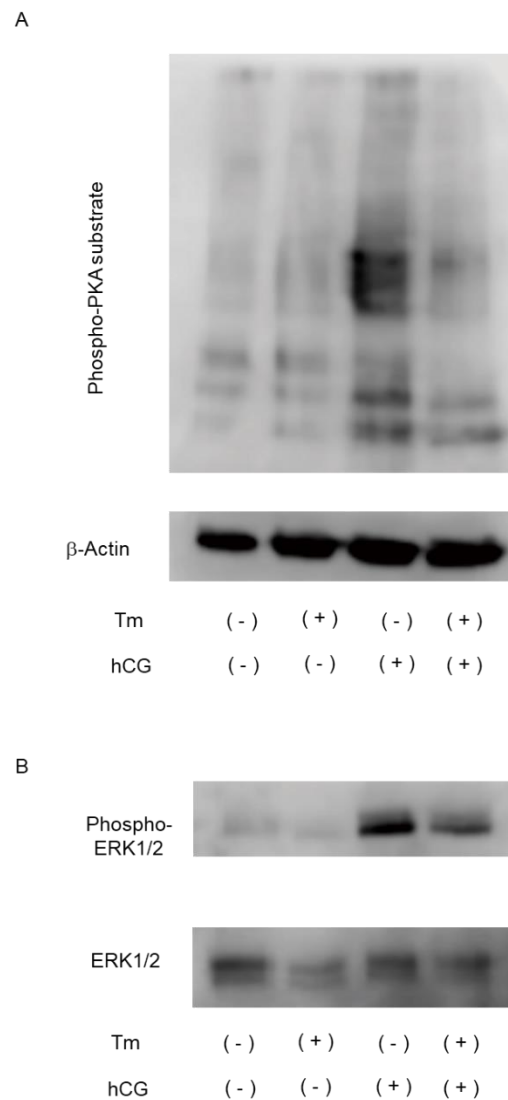 A
Phospho-PKA substrate
β-Actin
Tm ( - ) ( + ) ( - ) ( + )
hCG ( - ) ( - ) ( + ) ( + )
B
Phospho-
ERK1/2
ERK1/2
Tm ( - ) ( + ) ( - ) ( + )
hCG ( - ) ( - ) ( + ) ( + )